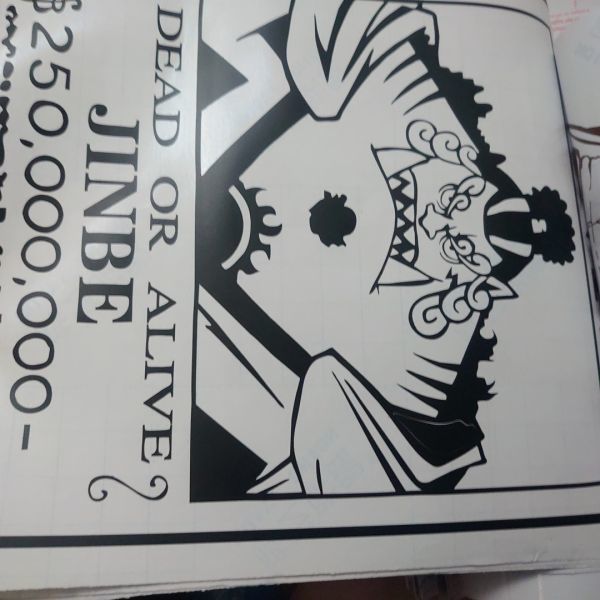 DEAD OR ALIVE
JINBE
$250,000,000-